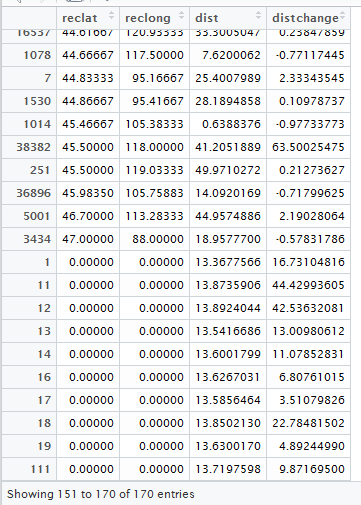 reclat reclong dist distchange
16537 44.61667 120.93333 33.3005047 0.23847859
1078 44.66667 117.50000 7.6200062 -0.77117445
7 44.83333 95.16667 25.4007989 2.33343545
1530 44.86667 95.41667 28.1894858 0.10978737
1014 45.46667 105.38333 0.6388376 -0.97733773
38382 45.50000 118.00000 41.2051889 63.50025475
251 45.50000 119.03333 49.9710272 0.21273627
36896 45.98350 105.75883 14.0920169 -0.71799625
5001 46.70000 113.28333 44.9574886 2.19028064
3434 47.00000 88.00000 18.9577700 -0.57831786
1 0.00000 0.00000 13.3677566 16.73104816
11 0.00000 0.00000 13.8735906 44.42993605
12 0.00000 0.00000 13.8924044 42.53632081
13 0.00000 0.00000 13.5416686 13.00980612
14 0.00000 0.00000 13.6001799 11.07852831
16 0.00000 0.00000 13.6267031 6.80761015
17 0.00000 0.00000 13.5856464 3.51079826
18 0.00000 0.00000 13.8502130 22.78481502
19 0.00000 0.00000 13.6300170 4.89244990
111 0.00000 0.00000 13.7197598 9.87169500
Showing 151 to 170 of 170 entries